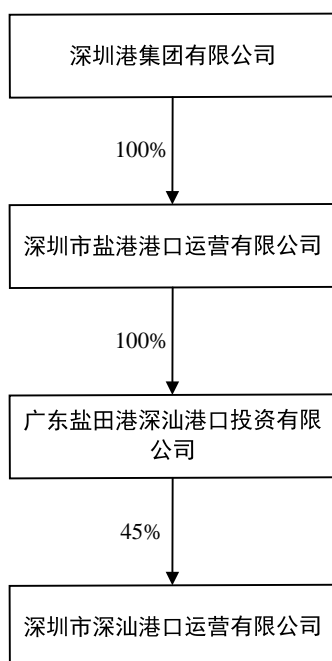 深圳港集团有限公司
100%
深圳市盐港港口运营有限公司
100%
广东盐田港深汕港口投资有限
公司
45%
深圳市深汕港口运营有限公司